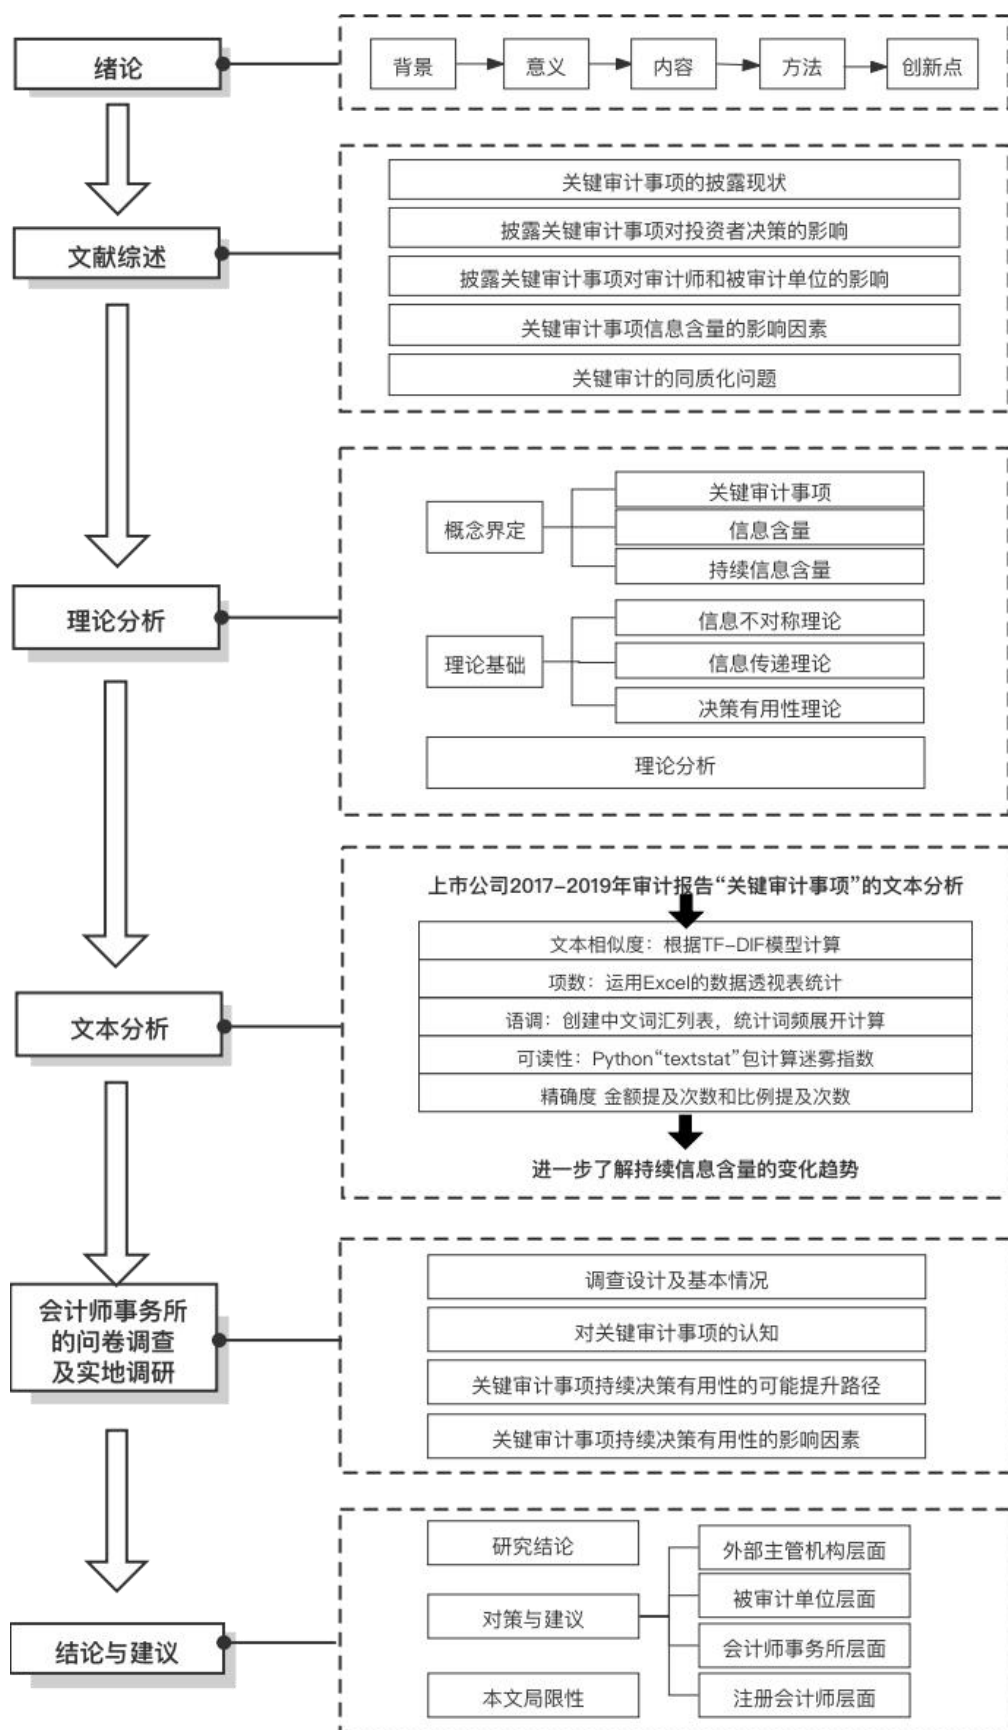 绪论
背景
意义
内容
方法
创新点
文献综述
关键审计事项的披露现状
披露关键审计事项对投资者决策的影响
披露关键审计事项对审计师和被审计单位的影响
关键审计事项信息含量的影响因素
关键审计的同质化问题
理论分析
概念界定
关键审计事项
信息含量
持续信息含量
理论基础
信息不对称理论
信息传递理论
决策有用性理论
理论分析
文本分析
上市公司2017-2019年审计报告“关键审计事项”的文本分析
文本相似度：根据TF-DIF模型计算
项数：运用Excel的数据透视表统计
语调：创建中文词汇列表，统计词频展开计算
可读性：Python“textstat”包计算迷雾指数
精确度 金额提及次数和比例提及次数
进一步了解持续信息含量的变化趋势
会计师事务所
的问卷调查
及实地调研
调查设计及基本情况
对关键审计事项的认知
关键审计事项持续决策有用性的可能提升路径
关键审计事项持续决策有用性的影响因素
结论与建议
研究结论
对策与建议
外部主管机构层面
被审计单位层面
会计师事务所层面
注册会计师层面
本文局限性